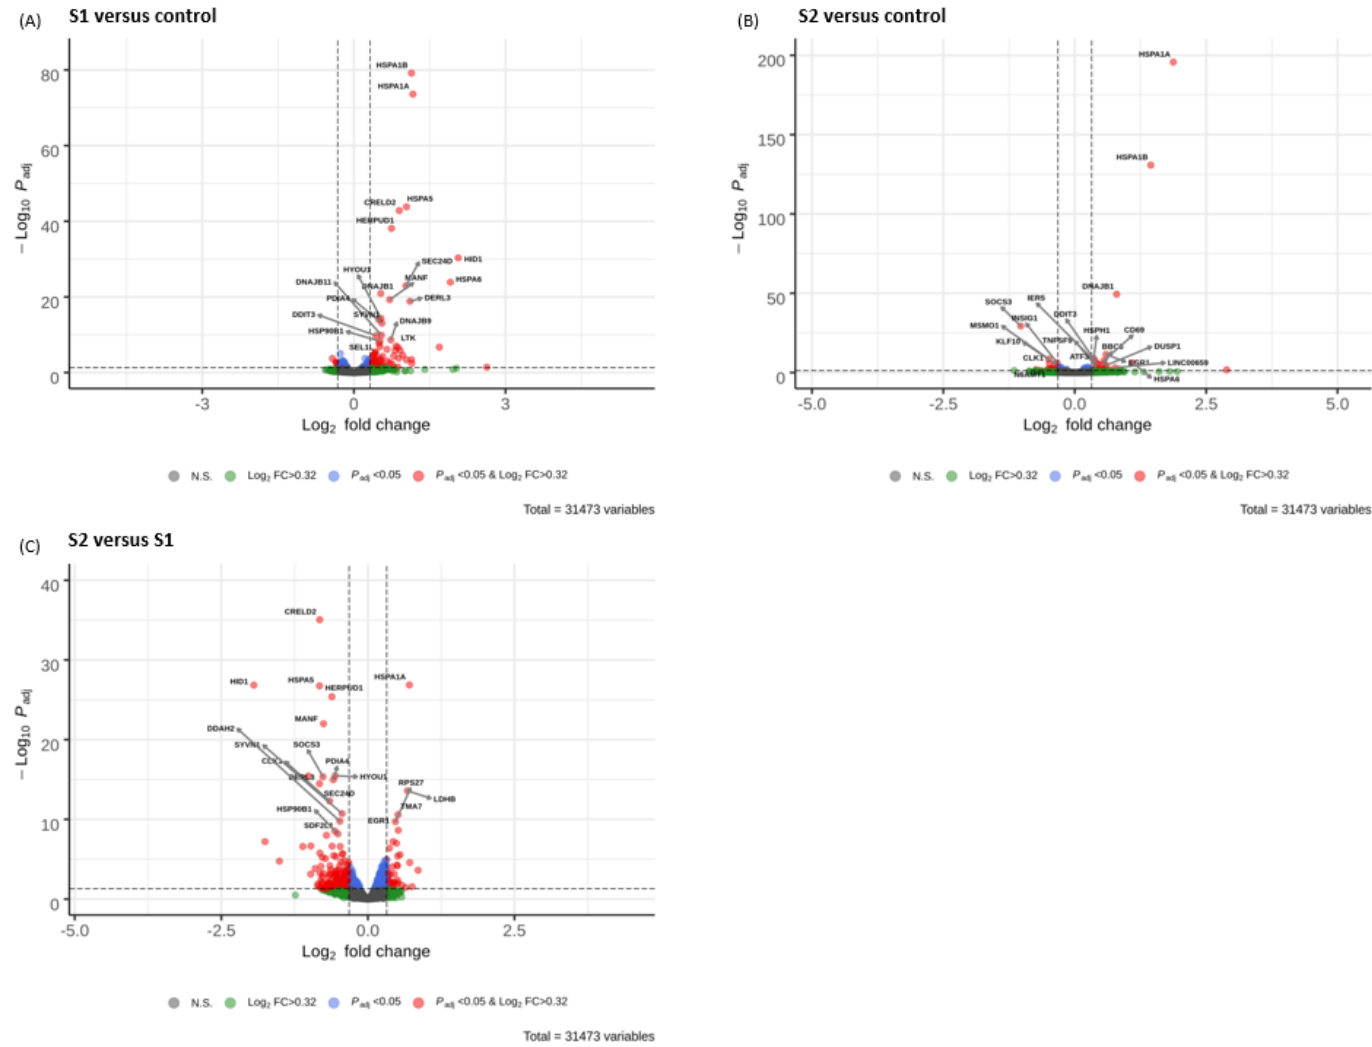 (A) S1 versus control
80
60
40
20
0
-3
0
3
− Log10 Padj
Log2 fold change
HSPA1B
HSPA1A
CRELD2
HSPA5
HERPUD1
SEC24D
HID1
HYOU1
MANF
HSPA6
DNAJB11
DNAJB1
PDIA4
DERL3
DDIT3
SYVN1
DNAJB9
HSP90B1
LTK
SEL1L
N.S.
Log2 FC>0.32
Padj <0.05
Padj <0.05 & Log2 FC>0.32
Total = 31473 variables
(B) S2 versus control
200
150
100
50
0
-5.0
-2.5
0.0
2.5
5.0
− Log10 Padj
Log2 fold change
HSPA1A
HSPA1B
DNAJB1
SOCS3
IER5
INSIG1
DDIT3
MSMO1
HSPH1
CD69
KLF10
TNFSF9
BBC3
DUSP1
CLK1
ATF3
EGR1
LINC00659
HSPA6
N.S.
Log2 FC>0.32
Padj <0.05
Padj <0.05 & Log2 FC>0.32
Total = 31473 variables
(C) S2 versus S1
40
30
20
10
0
-5.0
-2.5
0.0
2.5
− Log10 Padj
Log2 fold change
CRELD2
HID1
HSPA5
HERPUD1
HSPA1A
MANF
DDAH2
SYVN1
SOCS3
PDIA4
HYOU1
RPS27
LDHB
SEC24D
TMA7
HSP90B1
EGR1
SDF2L1
N.S.
Log2 FC>0.32
Padj <0.05
Padj <0.05 & Log2 FC>0.32
Total = 31473 variables